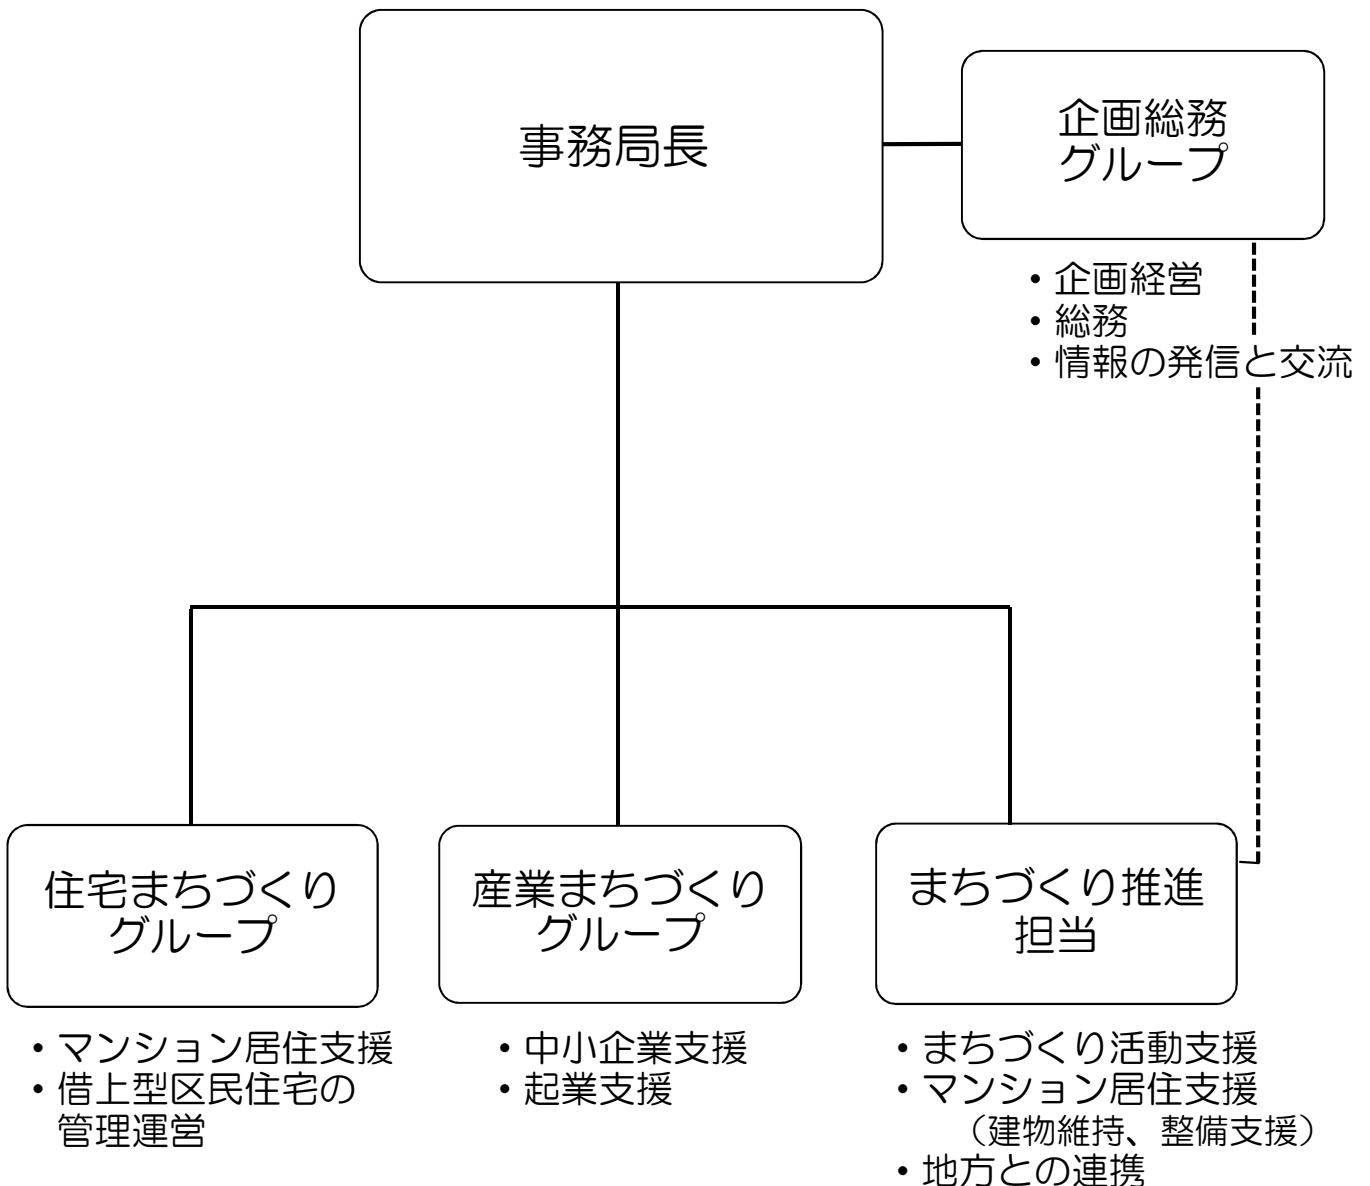 事務局長
企画総務
グループ
・企画経営
・総務
・情報の発信と交流
住宅まちづくり
グループ
・マンション居住支援
・借上型区民住宅の
管理運営
産業まちづくり
グループ
・中小企業支援
・起業支援
まちづくり推進
担当
・まちづくり活動支援
・マンション居住支援
（建物維持、整備支援）
・地方との連携